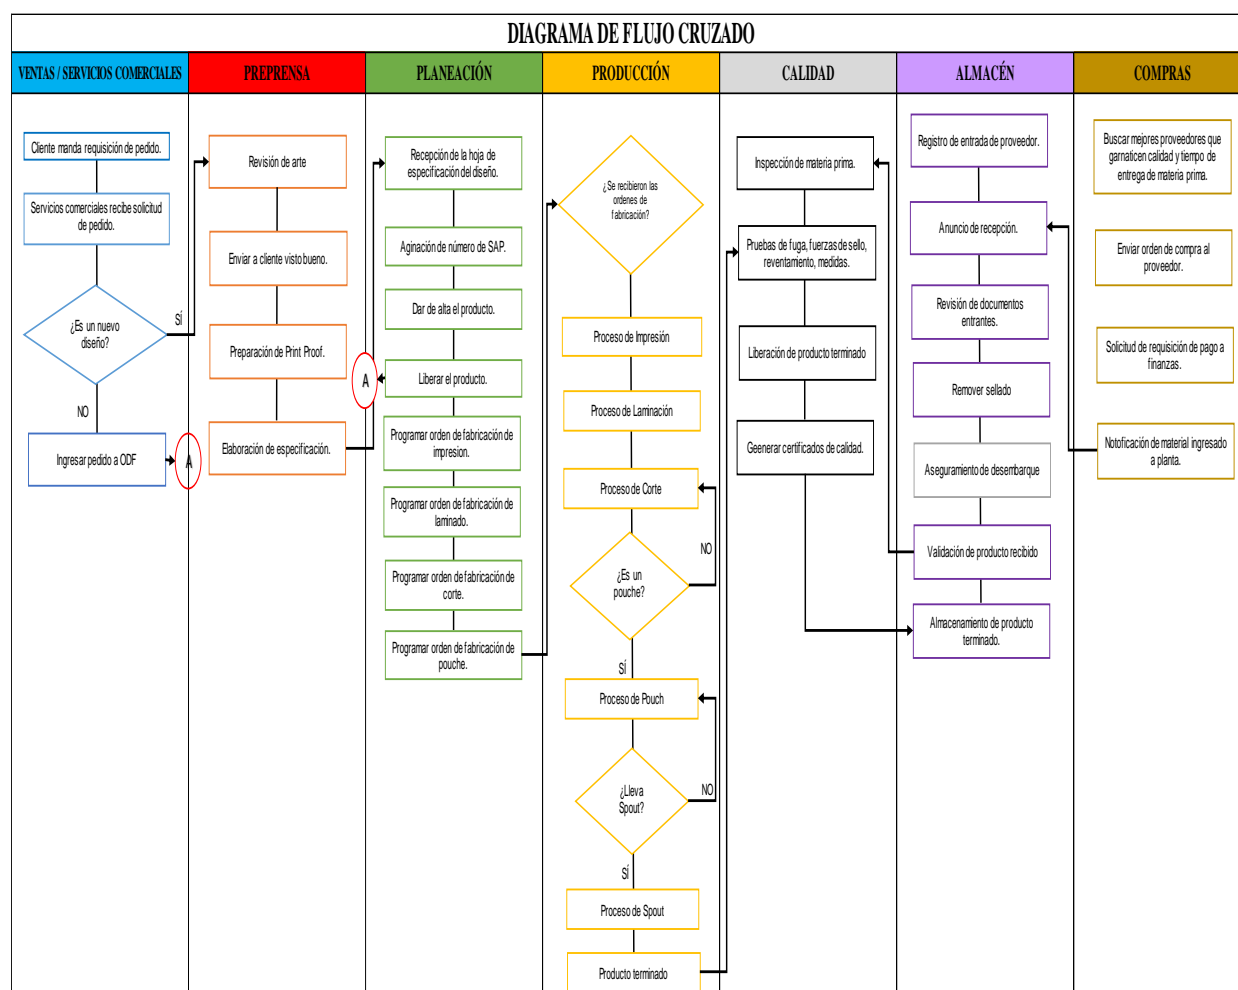 DIAGRAMA DE FLUJO CRUZADO
VENTAS / SERVICIOS COMERCIALES
PREPRENSA
PLANEACIÓN
PRODUCCIÓN
CALIDAD
ALMACÉN
COMPRAS
Cliente manda requisición de pedido.
Servicios comerciales recibe solicitud
de pedido.
¿Es un nuevo
diseño?
SÍ
NO
Ingresar pedido a ODF
A
Revisión de arte
Enviar a cliente visto bueno.
Preparación de Print Proof.
Elaboración de especificación.
Recepción de la hoja de
especificación del diseño.
Aginación de número de SAP.
Dar de alta el producto.
A
Liberar el producto.
Programar orden de fabricación de
impresion.
Programar orden de fabricación de
laminado.
Programar orden de fabricación de
corte.
Programar orden de fabricación de
pouche.
¿Se recibieron las
ordenes de
fabricación?
Proceso de Impresión
Proceso de Laminación
Proceso de Corte
NO
¿Es un
pouche?
SÍ
Proceso de Pouch
¿Lleva
Spout?
NO
SÍ
Proceso de Spout
Producto terminado
Inspección de materia prima.
Pruebas de fuga, fuerzas de sello,
reventamiento, medidas.
Liberación de producto terminado
Geenerar certificados de calidad.
Registro de entrada de proveedor.
Anuncio de recepción.
Revisión de documentos
entrantes.
Remover sellado
Aseguramiento de desembarque
Validación de producto recibido
Almacenamiento de producto
terminado.
Buscar mejores proveedores que
garnaticen calidad y tiempo de
entrega de materia prima.
Enviar orden de compra al
proveedor.
Solicitud de requisición de pago a
finanzas.
Notoficación de material ingresado
a planta.